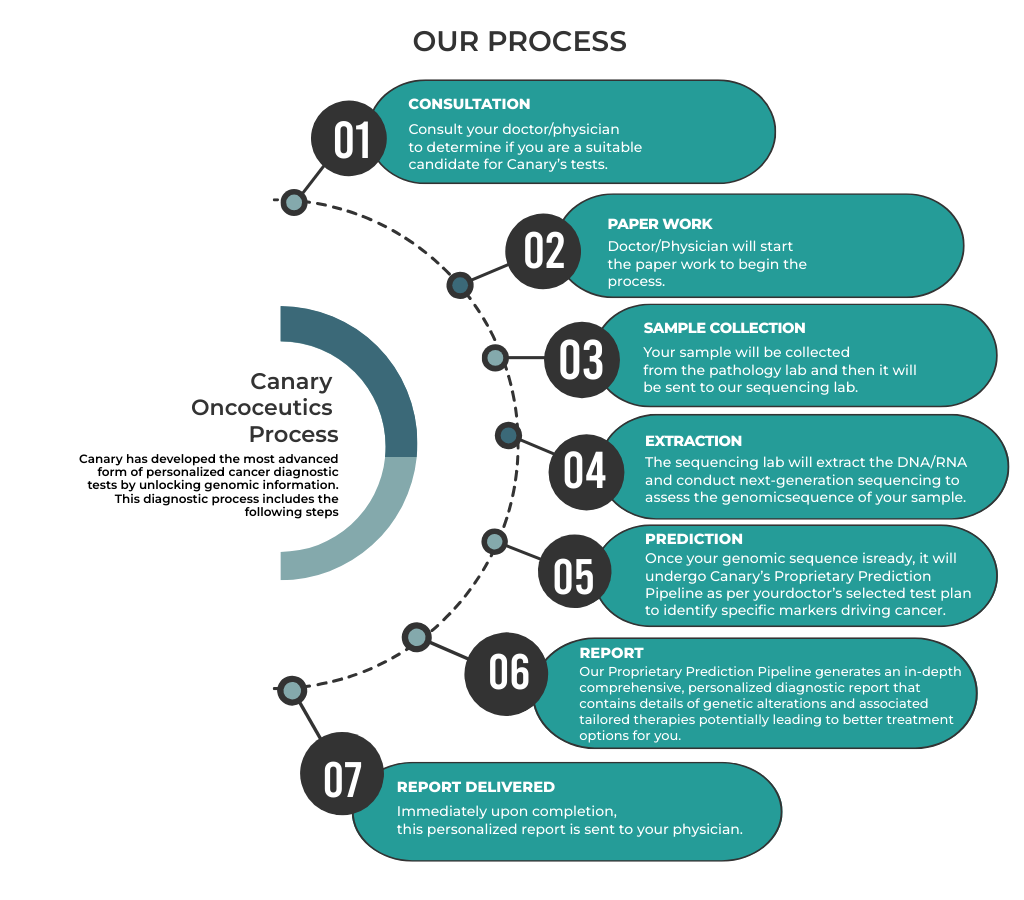 OUR PROCESS
01
CONSULTATION
Consult your doctor/physician
to determine if you are a suitable
candidate for Canary's tests.
02
PAPER WORK
Doctor/Physician will start
the paper work to begin the
process.
03
SAMPLE COLLECTION
Your sample will be collected
from the pathology lab and then it will
be sent to our sequencing lab.
Canary
Oncoceutics
Process
Canary has developed the most advanced
form of personalized cancer diagnostic
tests by unlocking genomic information.
This diagnostic process includes the
following steps
04
EXTRACTION
The sequencing lab will extract the DNA/RNA
and conduct next-generation sequencing to
assess the genomicsequence of your sample.
05
PREDICTION
Once your genomic sequence isready, it will
undergo Canary's Proprietary Prediction
Pipeline as per yourdoctor's selected test plan
to identify specific markers driving cancer.
06
REPORT
Our Proprietary Prediction Pipeline generates an in-depth
comprehensive, personalized diagnostic report that
contains details of genetic alterations and associated
tailored therapies potentially leading to better treatment
options for you.
07
REPORT DELIVERED
Immediately upon completion,
this personalized report is sent to your physician.